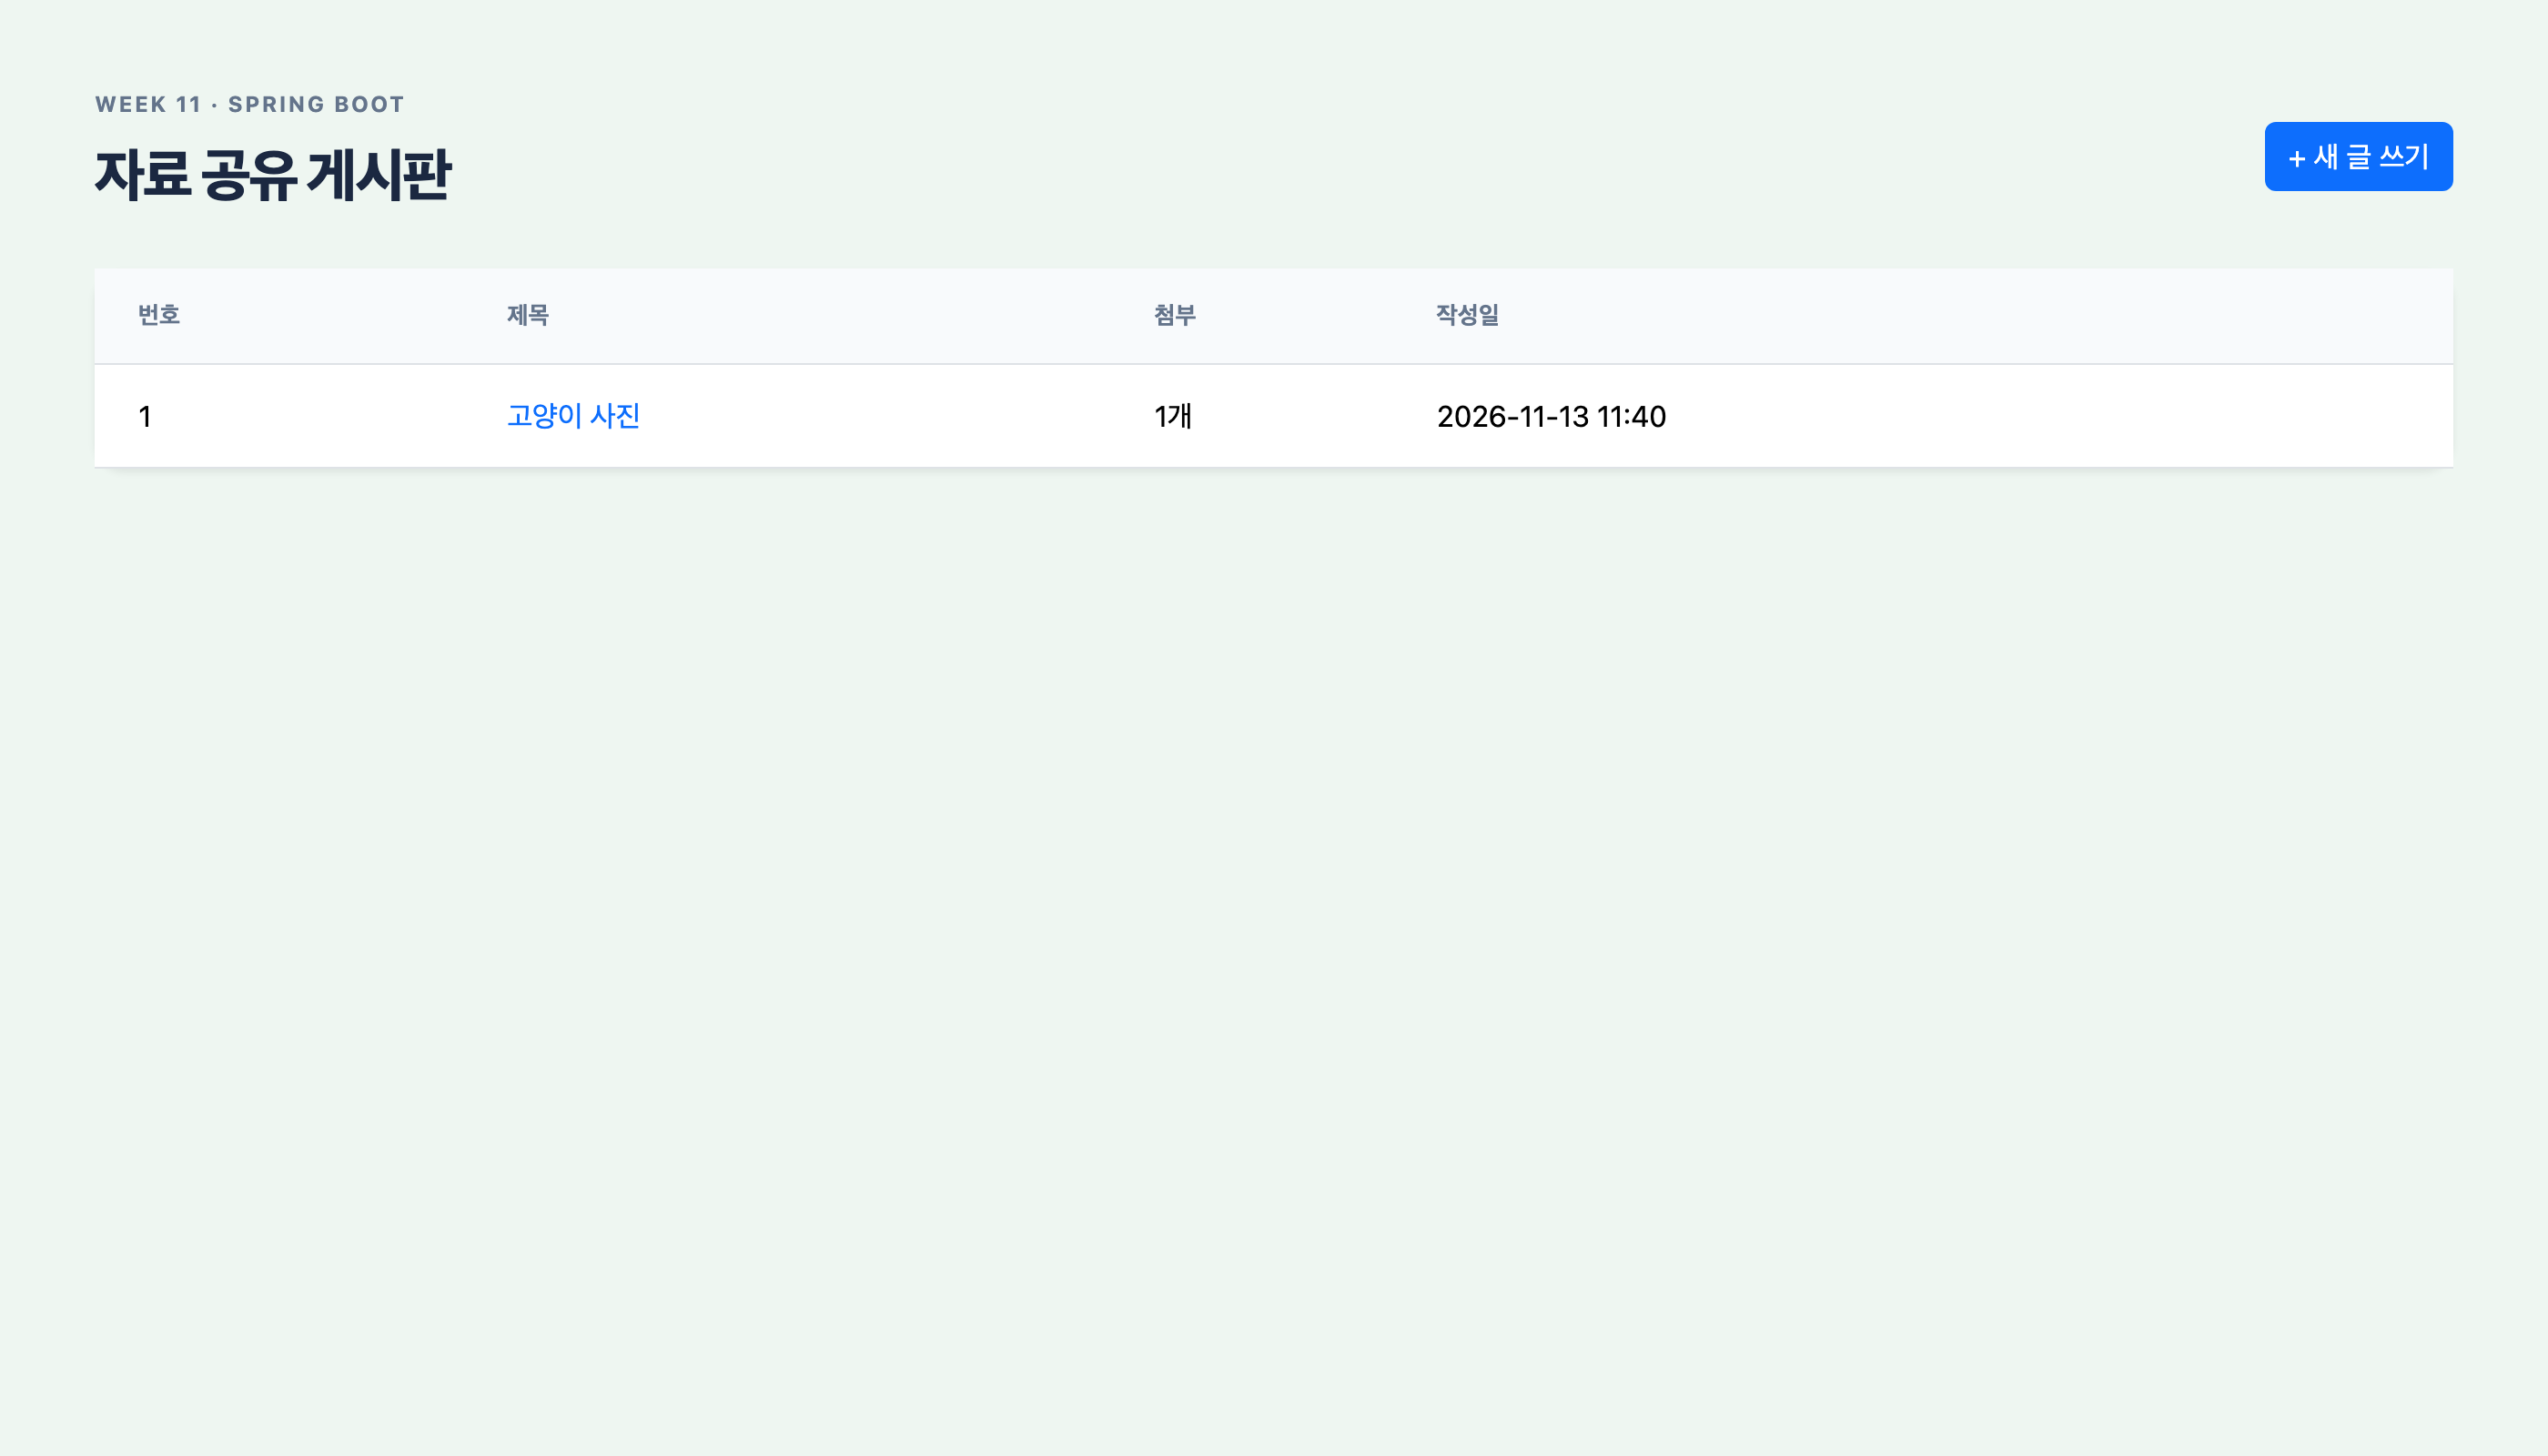 WEEK 11 · SPRING BOOT
자료 공유 게시판
+ 새 글 쓰기
번호 제목 첨부 작성일
1 고양이 사진 1개 2026-11-13 11:40